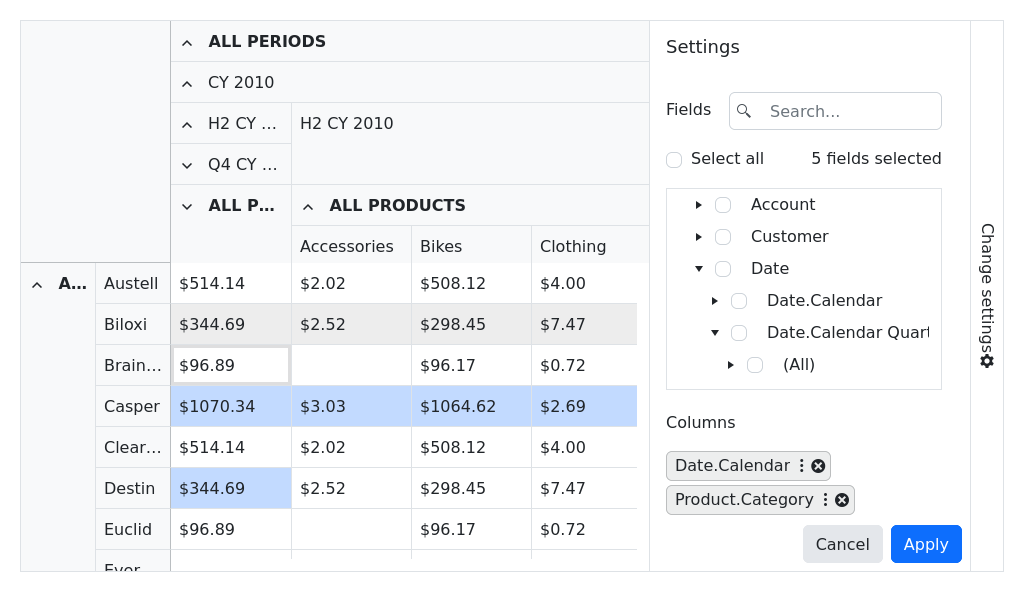 ALL PERIODS
CY 2010
H2 CY ... H2 CY 2010
Q4 CY ...
ALL P... ALL PRODUCTS
Accessories Bikes Clothing
A... Austell $514.14 $2.02 $508.12 $4.00
Biloxi $344.69 $2.52 $298.45 $7.47
Brain... $96.89 $96.17 $0.72
Casper $1070.34 $3.03 $1064.62 $2.69
Clear... $514.14 $2.02 $508.12 $4.00
Destin $344.69 $2.52 $298.45 $7.47
Euclid $96.89 $96.17 $0.72
Settings
Fields Search...
Select all 5 fields selected
Account
Customer
Date
Date.Calendar
Date.Calendar Quart
(All)
Columns
Date.Calendar
Product.Category
Cancel Apply
Change settings